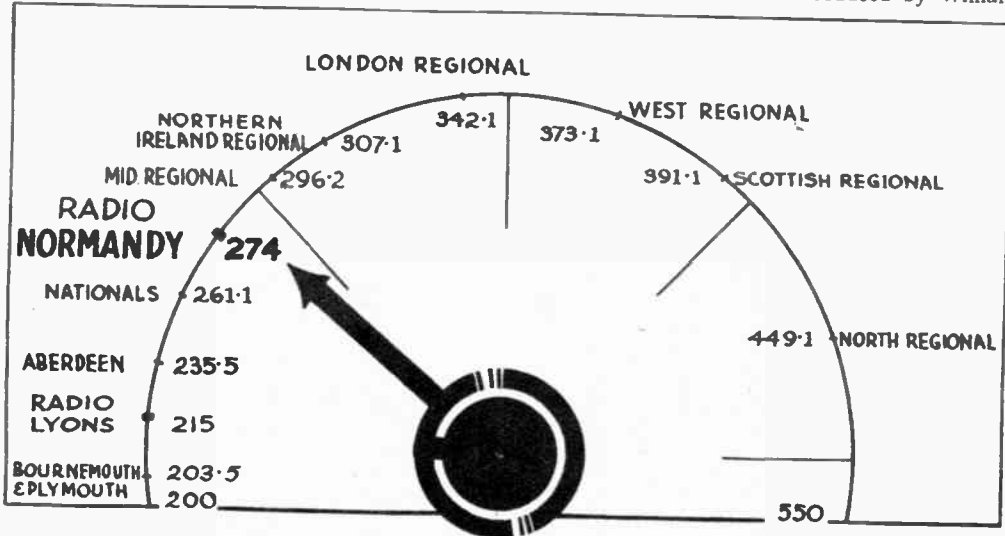 by
LONDON REGIONAL
342·1
373·1
WEST REGIONAL
NORTHERN
IRELAND REGIONAL
307·1
MID. REGIONAL
296·2
391·1
SCOTTISH REGIONAL
RADIO
NORMANDY
274
NATIONALS
261·1
449·1
NORTH REGIONAL
ABERDEEN
235·5
RADIO
LYONS
215
BOURNEMOUTH
& PLYMOUTH
203·5
200
550